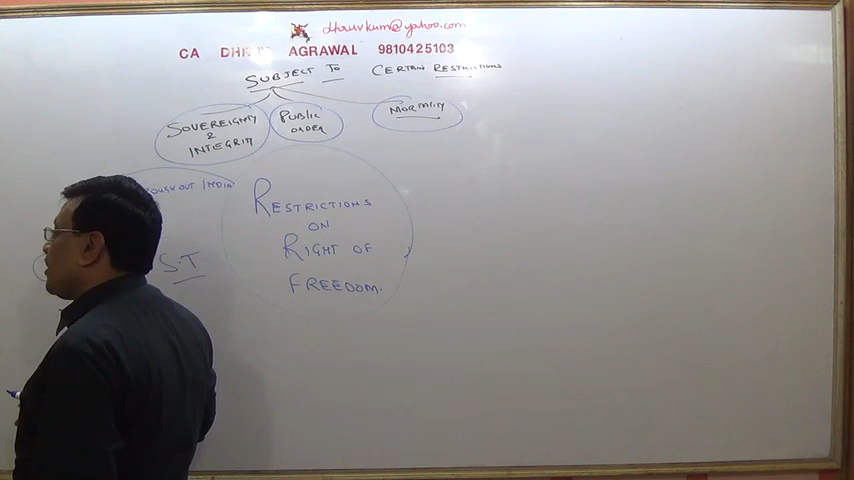 dhruvkum@yahoo.com
CA AGRAWAL 9810425103
SUBJECT TO CERTAIN RESTRICTIONS
SOVEREIGNTY
&
INTEGRITY
PUBLIC
ORDER
MORALITY
OUT INDIA
RESTRICTIONS
ON
RIGHT OF
FREEDOM.
S.T